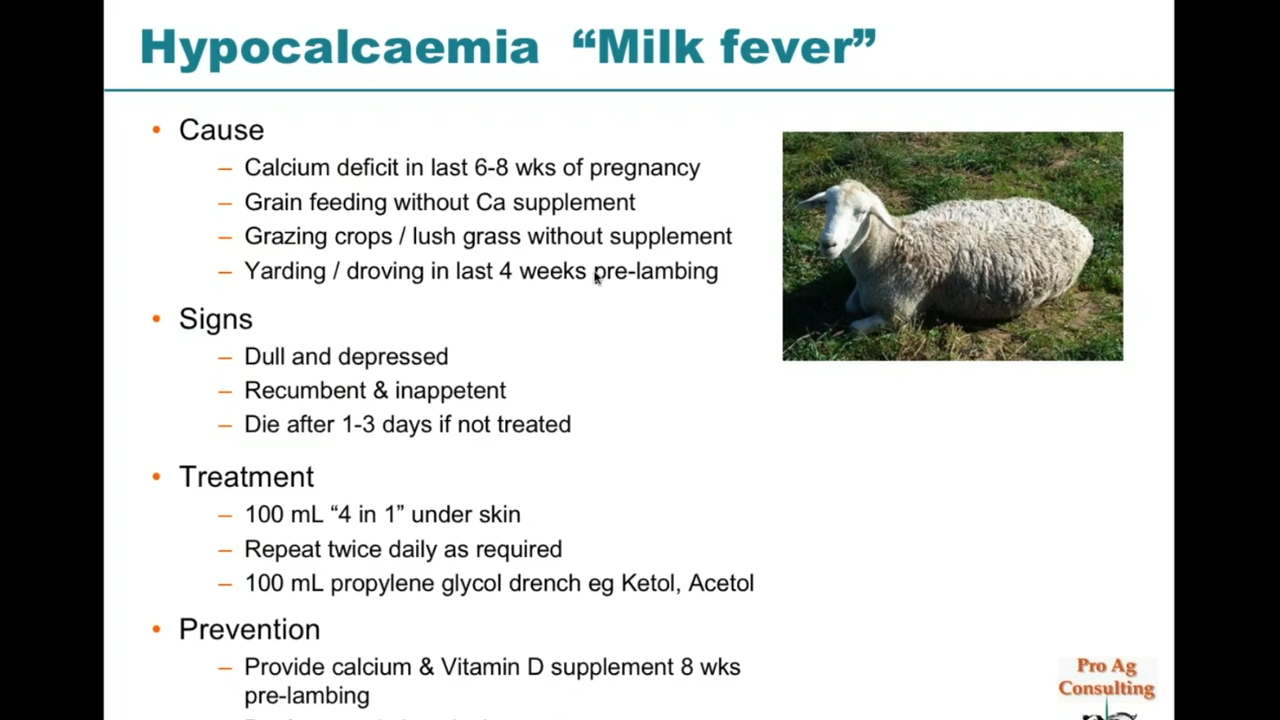 Hypocalcaemia “Milk fever”
• Cause
– Calcium deficit in last 6-8 wks of pregnancy
– Grain feeding without Ca supplement
– Grazing crops / lush grass without supplement
– Yarding / droving in last 4 weeks pre-lambing
• Signs
– Dull and depressed
– Recumbent & inappetent
– Die after 1-3 days if not treated
• Treatment
– 100 mL “4 in 1” under skin
– Repeat twice daily as required
– 100 mL propylene glycol drench eg Ketol, Acetol
• Prevention
– Provide calcium & Vitamin D supplement 8 wks
pre-lambing
Pro Ag
Consulting